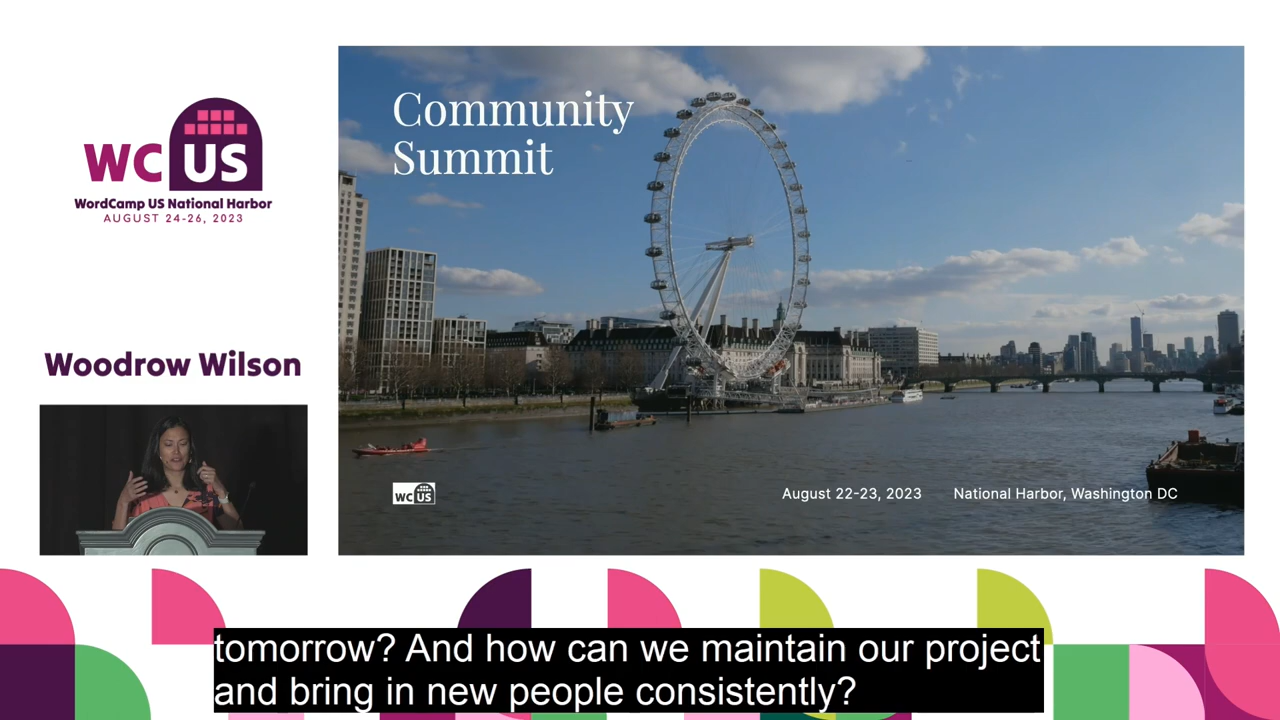 WC US
WordCamp US National Harbor
AUGUST 24-26, 2023
Woodrow Wilson
Community
Summit
WC US
August 22-23, 2023 National Harbor, Washington DC
tomorrow? And how can we maintain our project
and bring in new people consistently?